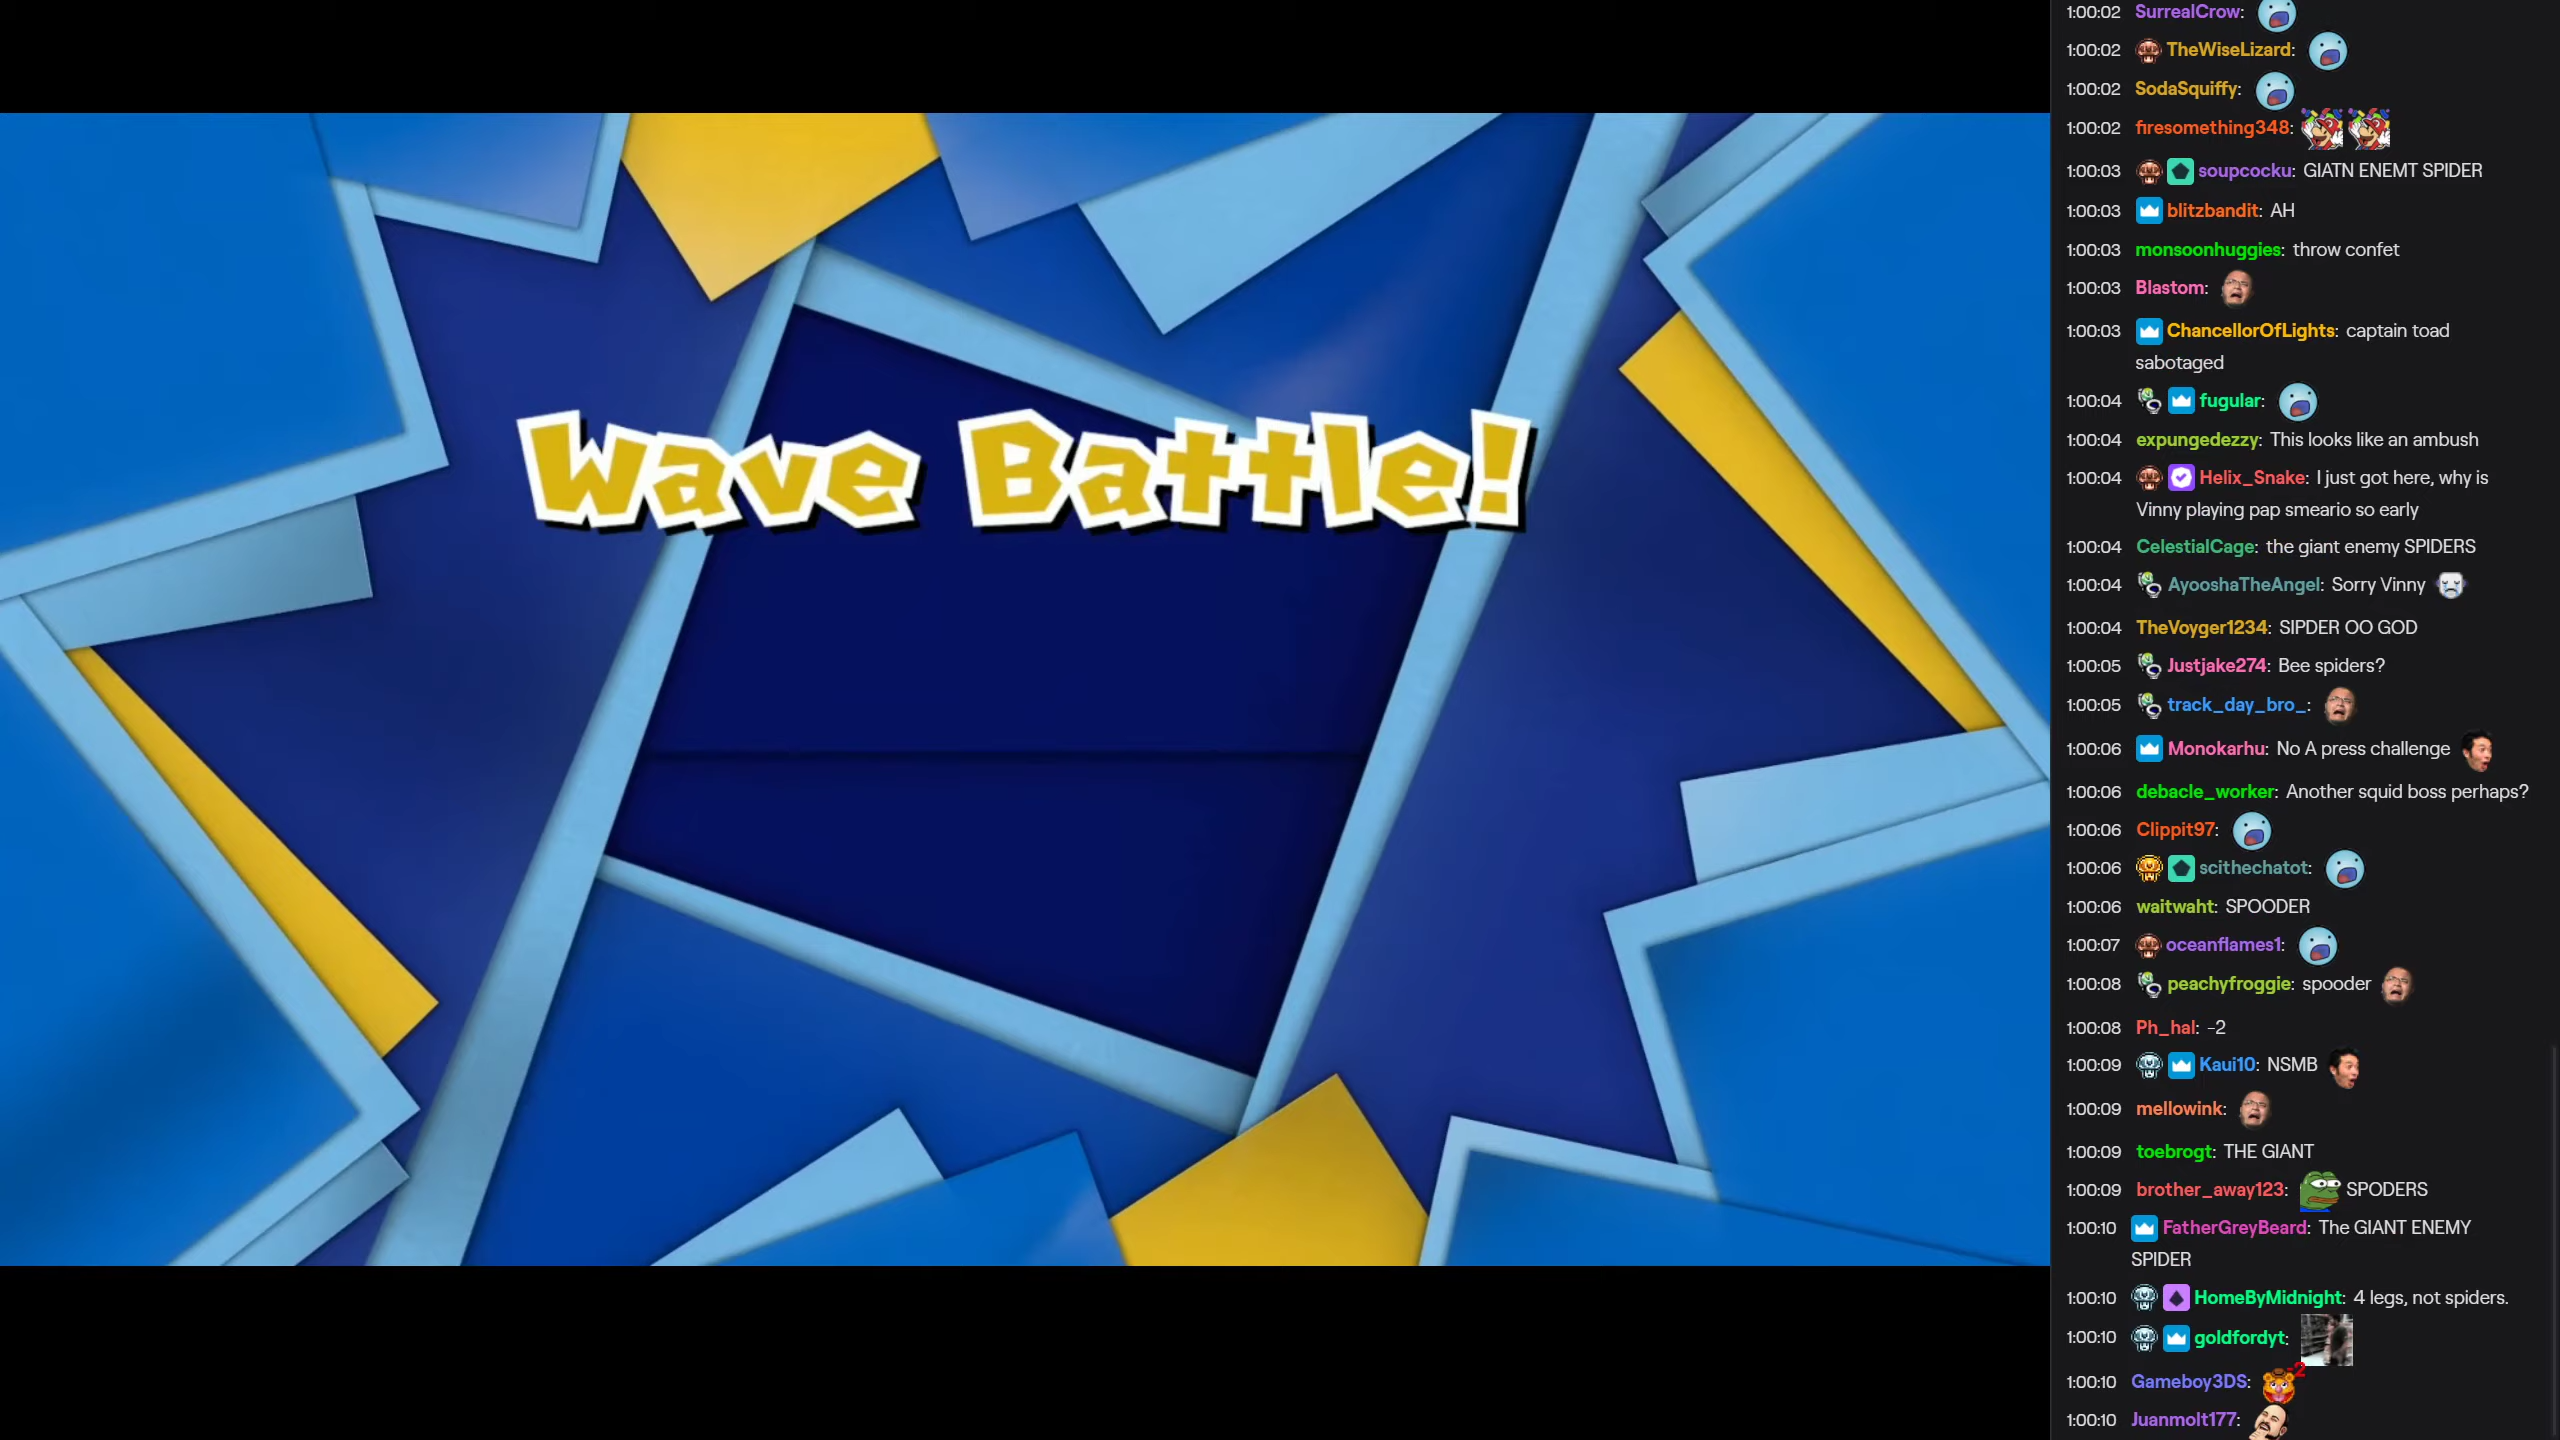 Wave Battle!
1:00:02 SurrealCrow:
1:00:02 TheWiseLizard:
1:00:02 SodaSquiffy:
1:00:02 firesomething348:
1:00:03 soupcocku: GIATN ENEMT SPIDER
1:00:03 blitzbandit: AH
1:00:03 monsoonhuggies: throw confet
1:00:03 Blastom:
1:00:03 ChancellorOfLights: captain toad
sabotaged
1:00:04 fugular:
1:00:04 expungedezzy: This looks like an ambush
1:00:04 Helix_Snake: I just got here, why is
Vinny playing pap smeario so early
1:00:04 CelestialCage: the giant enemy SPIDERS
1:00:04 AyooshaTheAngel: Sorry Vinny
1:00:04 TheVoyger1234: SIPDER OO GOD
1:00:05 Justjake274: Bee spiders?
1:00:05 track_day_bro_:
1:00:06 Monokarhu: No A press challenge
1:00:06 debacle_worker: Another squid boss perhaps?
1:00:06 Clippit97:
1:00:06 scithechatot:
1:00:06 waitwaht: SPOODER
1:00:07 oceanflames1:
1:00:08 peachyfroggie: spooder
1:00:08 Ph_hal: -2
1:00:09 Kaui10: NSMB
1:00:09 mellowink:
1:00:09 toebrogt: THE GIANT
1:00:09 brother_away123: SPODERS
1:00:10 FatherGreyBeard: The GIANT ENEMY
SPIDER
1:00:10 HomeByMidnight: 4 legs, not spiders.
1:00:10 goldfordyt:
1:00:10 Gameboy3DS: -2
1:00:10 Juanmolt177: